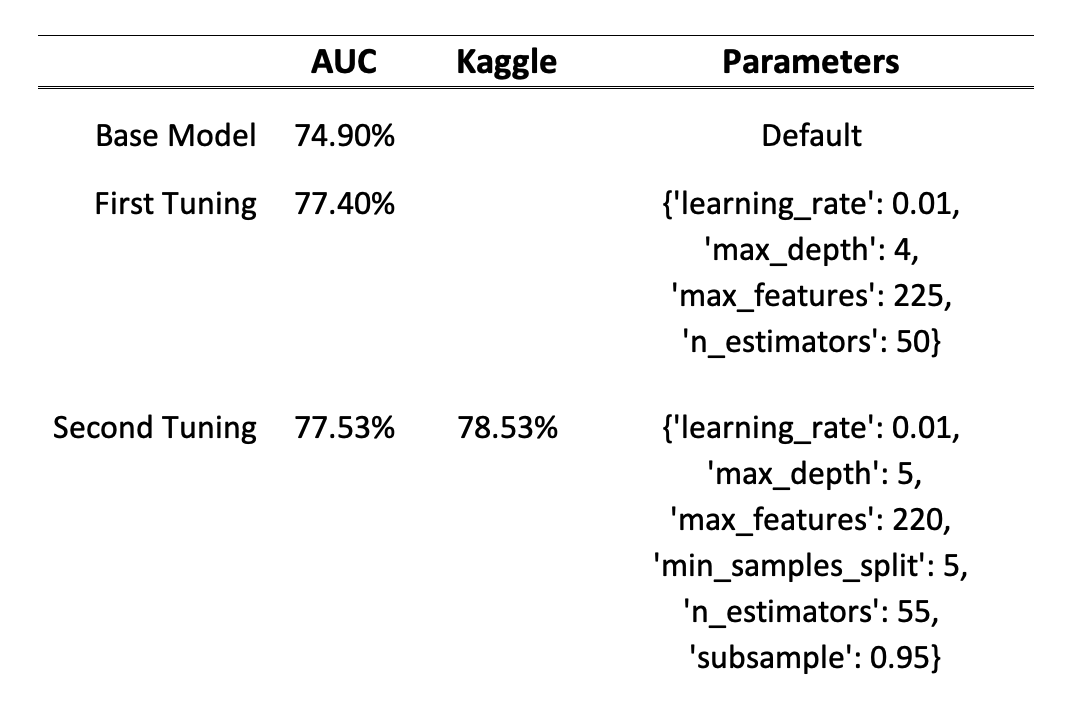 AUC Kaggle Parameters
Base Model 74.90% Default
First Tuning 77.40% {'learning_rate': 0.01,
'max_depth': 4,
'max_features': 225,
'n_estimators': 50}
Second Tuning 77.53% 78.53% {'learning_rate': 0.01,
'max_depth': 5,
'max_features': 220,
'min_samples_split': 5,
'n_estimators': 55,
'subsample': 0.95}